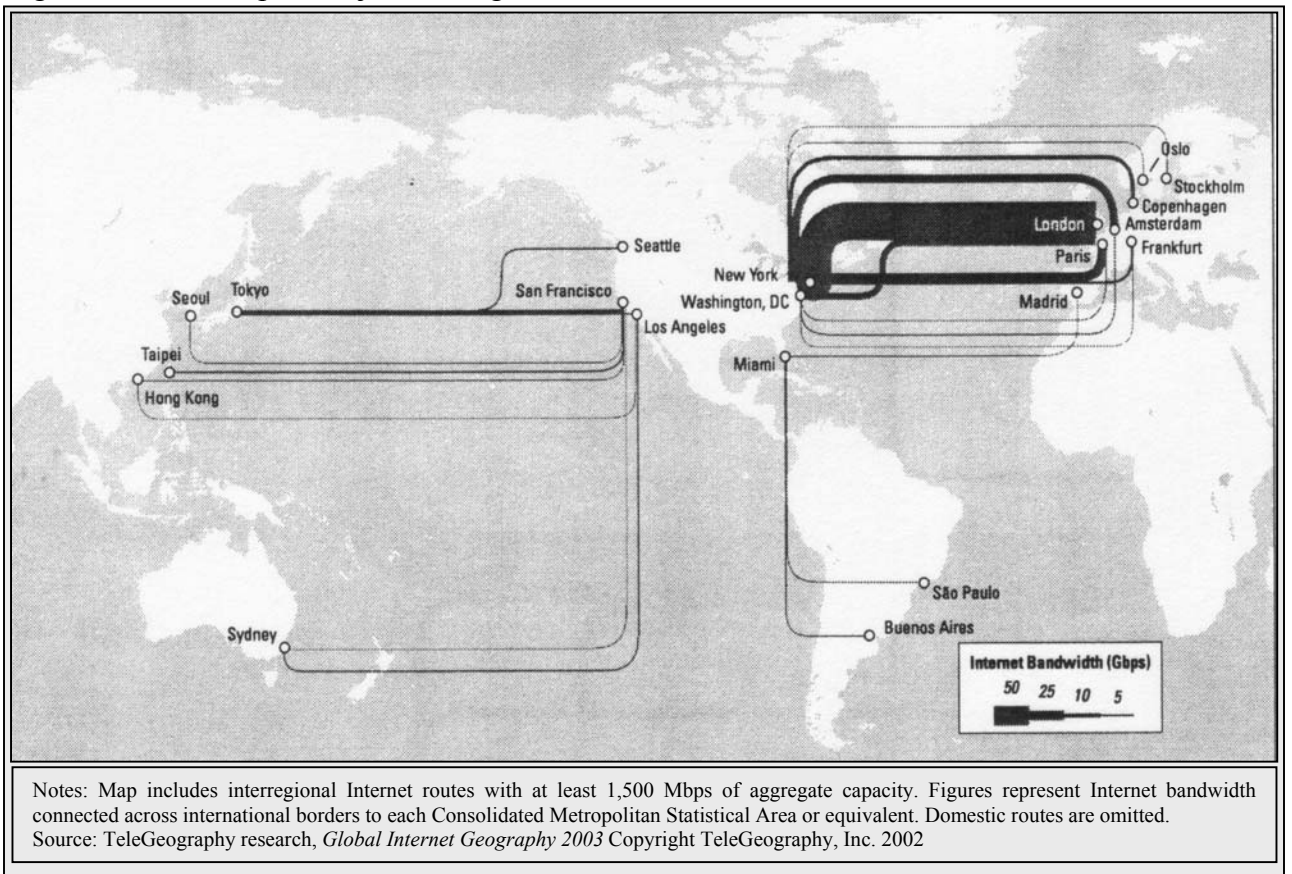 Oslo
Stockholm
Copenhagen
London
Amsterdam
Seattle
Paris
Frankfurt
New York
Tokyo
San Francisco
Seoul
Washington, DC
Madrid
Los Angeles
Taipei
Miami
Hong Kong
São Paulo
Sydney
Buenos Aires
Internet Bandwidth (Gbps)
50 25 10 5
Notes: Map includes interregional Internet routes with at least 1,500 Mbps of aggregate capacity. Figures represent Internet bandwidth
connected across international borders to each Consolidated Metropolitan Statistical Area or equivalent. Domestic routes are omitted.
Source: TeleGeography research, Global Internet Geography 2003 Copyright TeleGeography, Inc. 2002